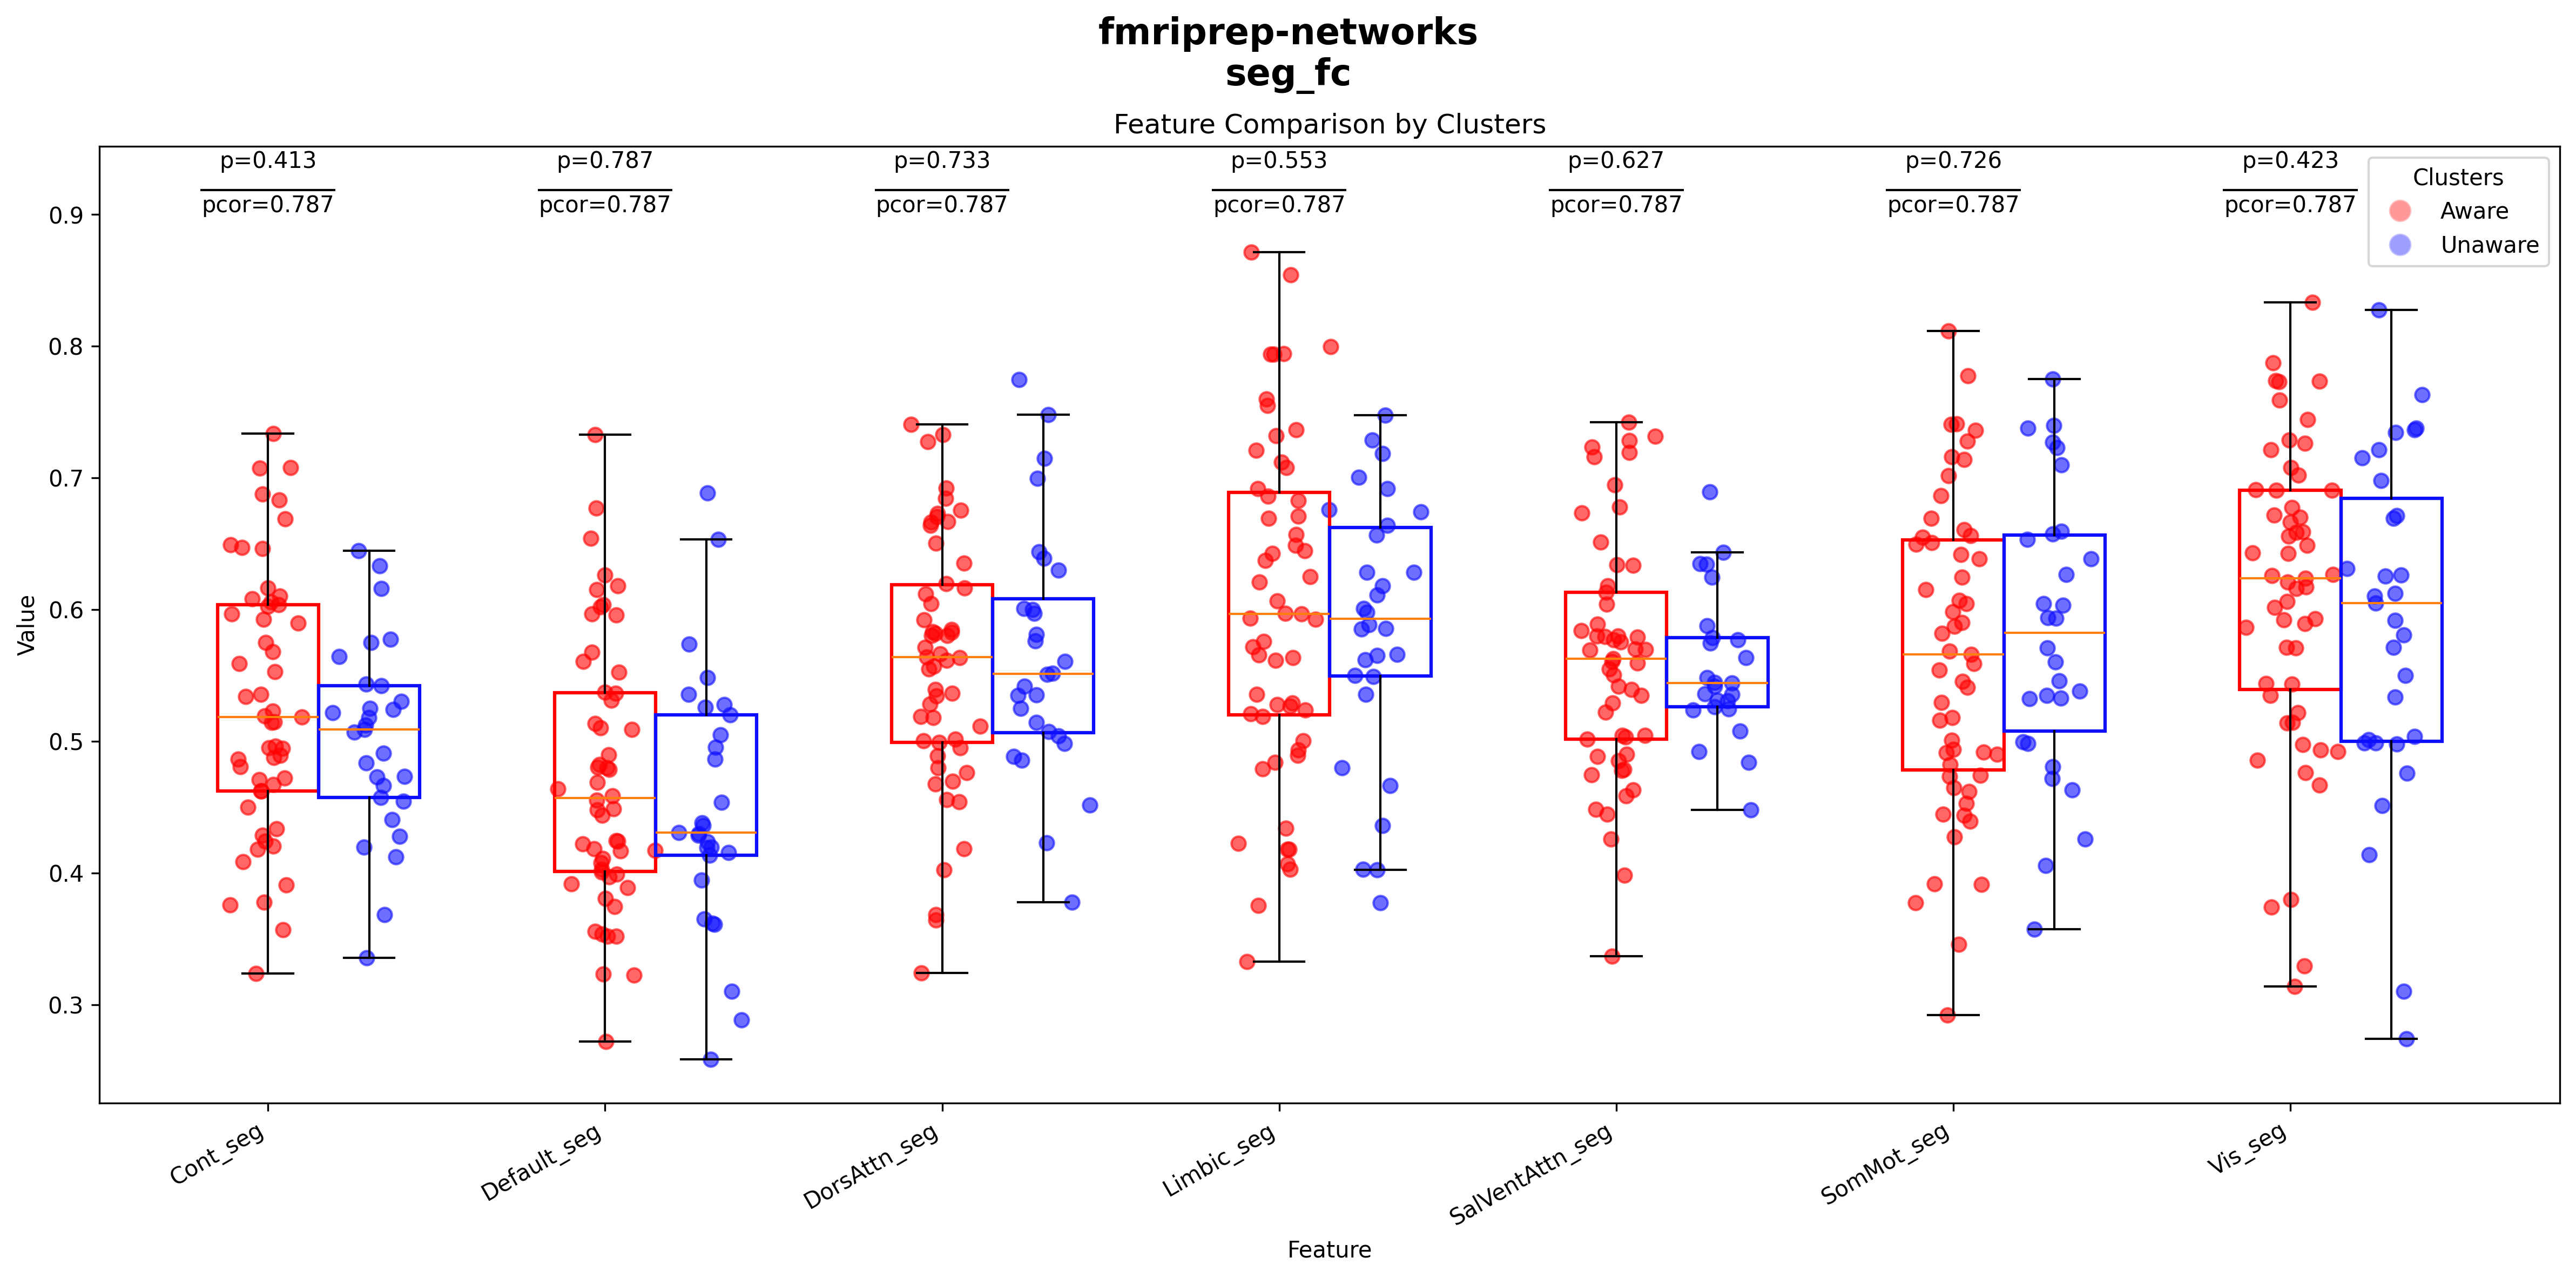 fmriprep-networks
seg_fc
Feature Comparison by Clusters
p=0.413 p=0.787 p=0.733 p=0.553 p=0.627 p=0.726 p=0.423
pcor=0.787 pcor=0.787 pcor=0.787 pcor=0.787 pcor=0.787 pcor=0.787 pcor=0.787
Clusters
Aware
Unaware
Value
0.9
0.8
0.7
0.6
0.5
0.4
0.3
Cont_seg Default_seg DorsAttn_seg Limbic_seg SalVentAttn_seg SomMot_seg Vis_seg
Feature